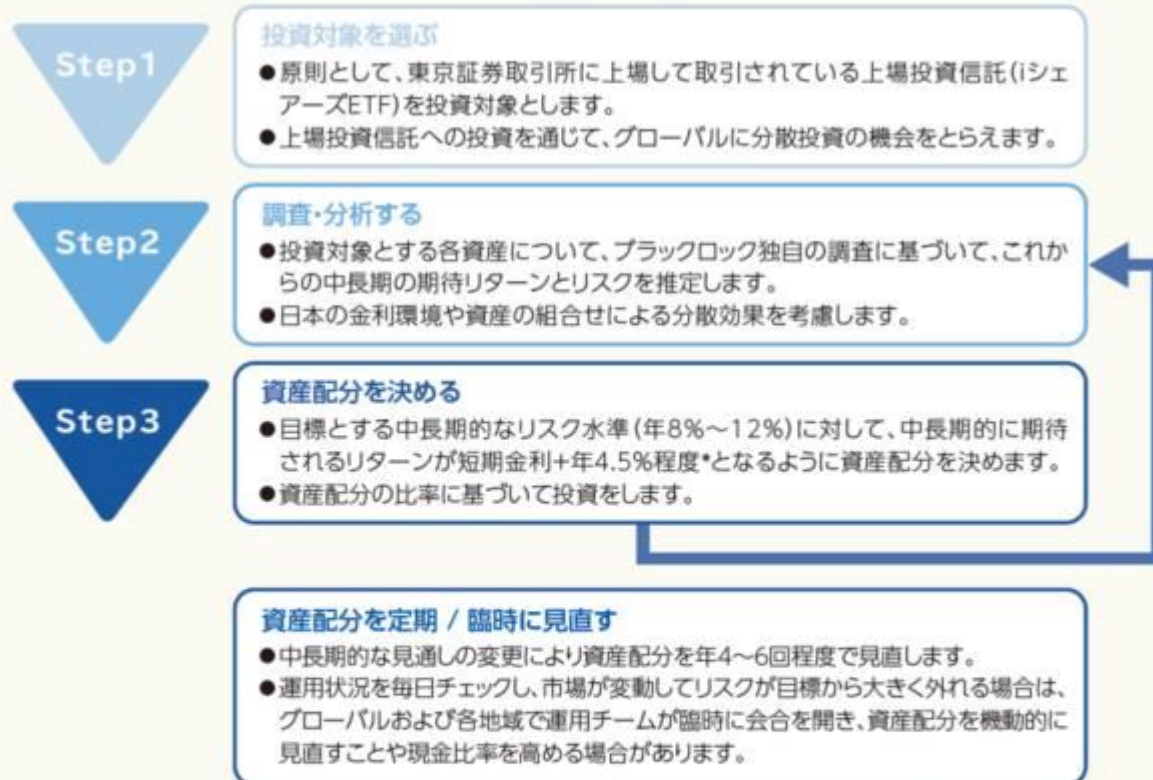 Step1
投資対象を選ぶ
●原則として、東京証券取引所に上場して取引されている上場投資信託(iシェ
アーズETF)を投資対象とします。
●上場投資信託への投資を通じて、グローバルに分散投資の機会をとらえます。
Step2
調査・分析する
●投資対象とする各資産について、ブラックロック独自の調査に基づいて、これか
らの中長期の期待リターンとリスクを推定します。
●日本の金利環境や資産の組合せによる分散効果を考慮します。
Step3
資産配分を決める
●目標とする中長期的なリスク水準(年8%〜12%)に対して、中長期的に期待
されるリターンが短期金利+年4.5%程度*となるように資産配分を決めます。
●資産配分の比率に基づいて投資をします。
資産配分を定期 / 臨時に見直す
●中長期的な見通しの変更により資産配分を年4〜6回程度で見直します。
●運用状況を毎日チェックし、市場が変動してリスクが目標から大きく外れる場合は、
グローバルおよび各地域で運用チームが臨時に会合を開き、資産配分を機動的に
見直すことや現金比率を高める場合があります。